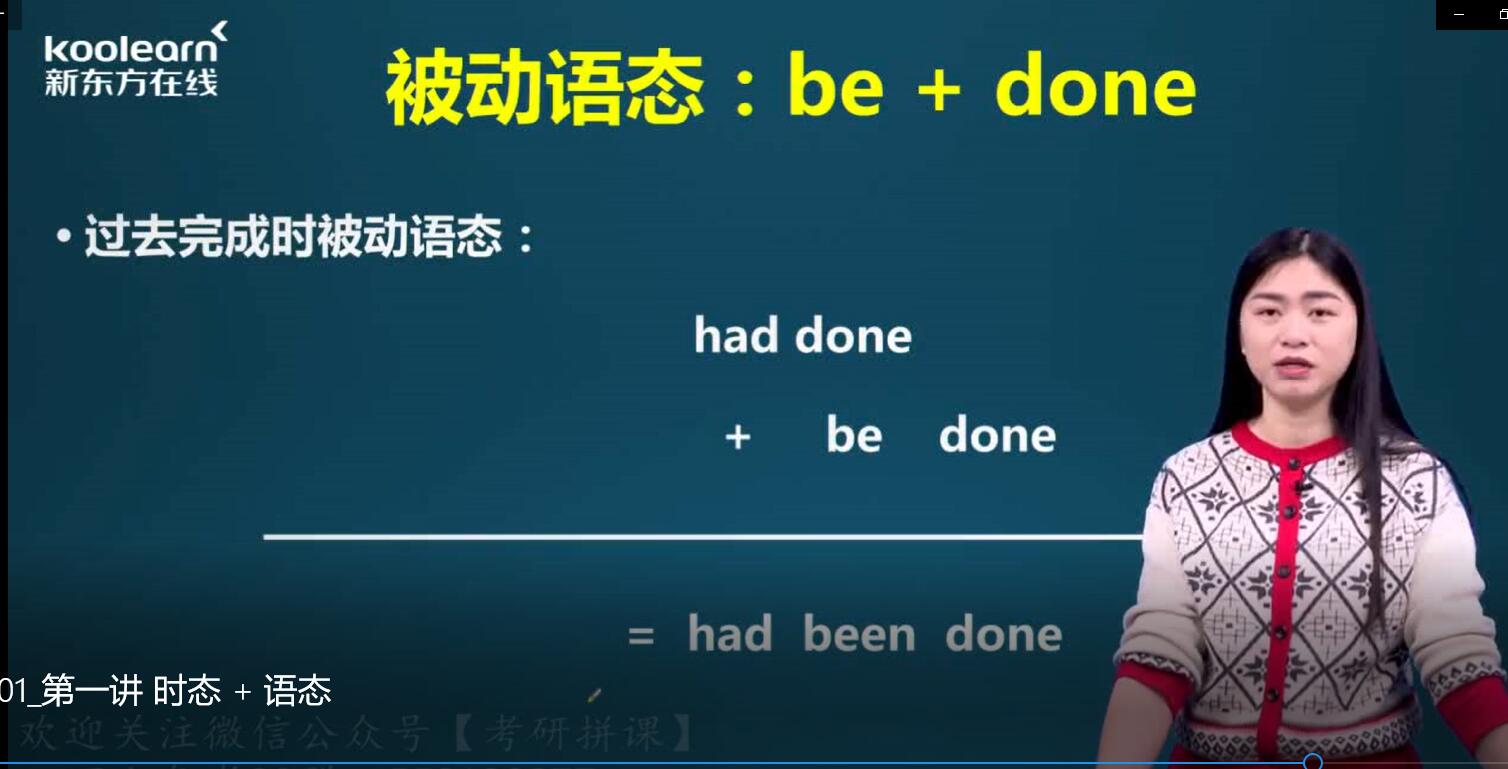 koolearn
新东方在线
被动语态：be + done
• 过去完成时被动语态：
had done
+ be done
= had been done
01_第一讲 时态 + 语态
欢迎关注微信公众号【考研拼课】